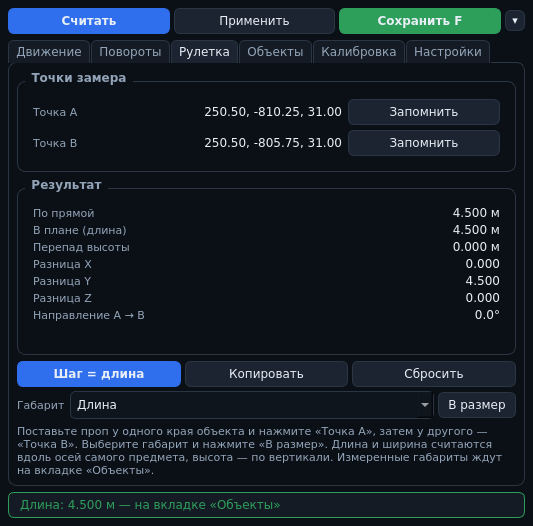 Считать Применить Сохранить F ▾
Движение Повороты Рулетка Объекты Калибровка Настройки
Точки замера
Точка A 250.50, -810.25, 31.00 Запомнить
Точка B 250.50, -805.75, 31.00 Запомнить
Результат
По прямой 4.500 м
В плане (длина) 4.500 м
Перепад высоты 0.000 м
Разница X 0.000
Разница Y 4.500
Разница Z 0.000
Направление A → B 0.0°
Шаг = длина Копировать Сбросить
Габарит Длина В размер
Поставьте проп у одного края объекта и нажмите «Точка A», затем у другого —
«Точка B». Выберите габарит и нажмите «В размер». Длина и ширина считаются
вдоль осей самого предмета, высота — по вертикали. Измеренные габариты ждут
на вкладке «Объекты».
Длина: 4.500 м — на вкладке «Объекты»